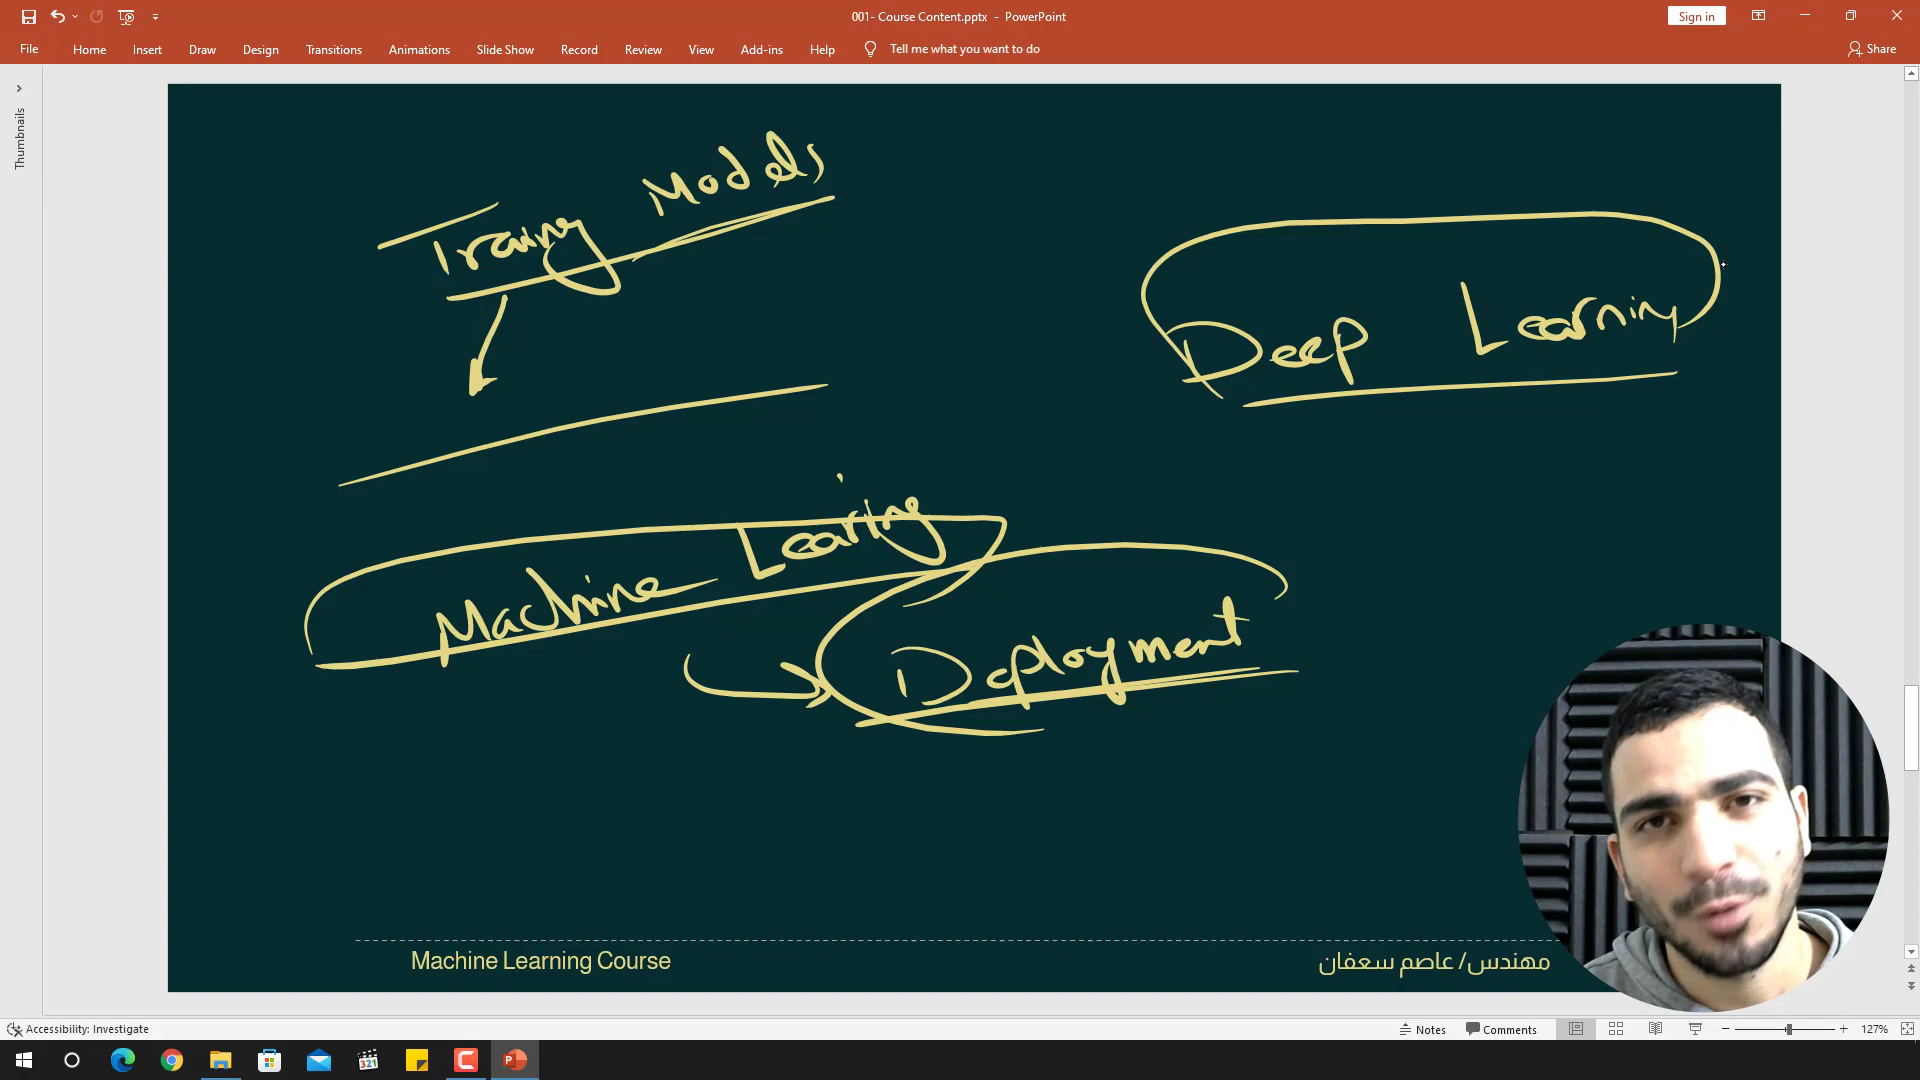 001- Course Content.pptx - PowerPoint
Sign in
File Home Insert Draw Design Transitions Animations Slide Show Record Review View Add-ins Help Tell me what you want to do Share
Thumbnails
Training Models
Deep Learning
Machine Learing
Deployment
Machine Learning Course
مهندس/ عاصم سعفان
Accessibility: Investigate Notes Comments 127%
321